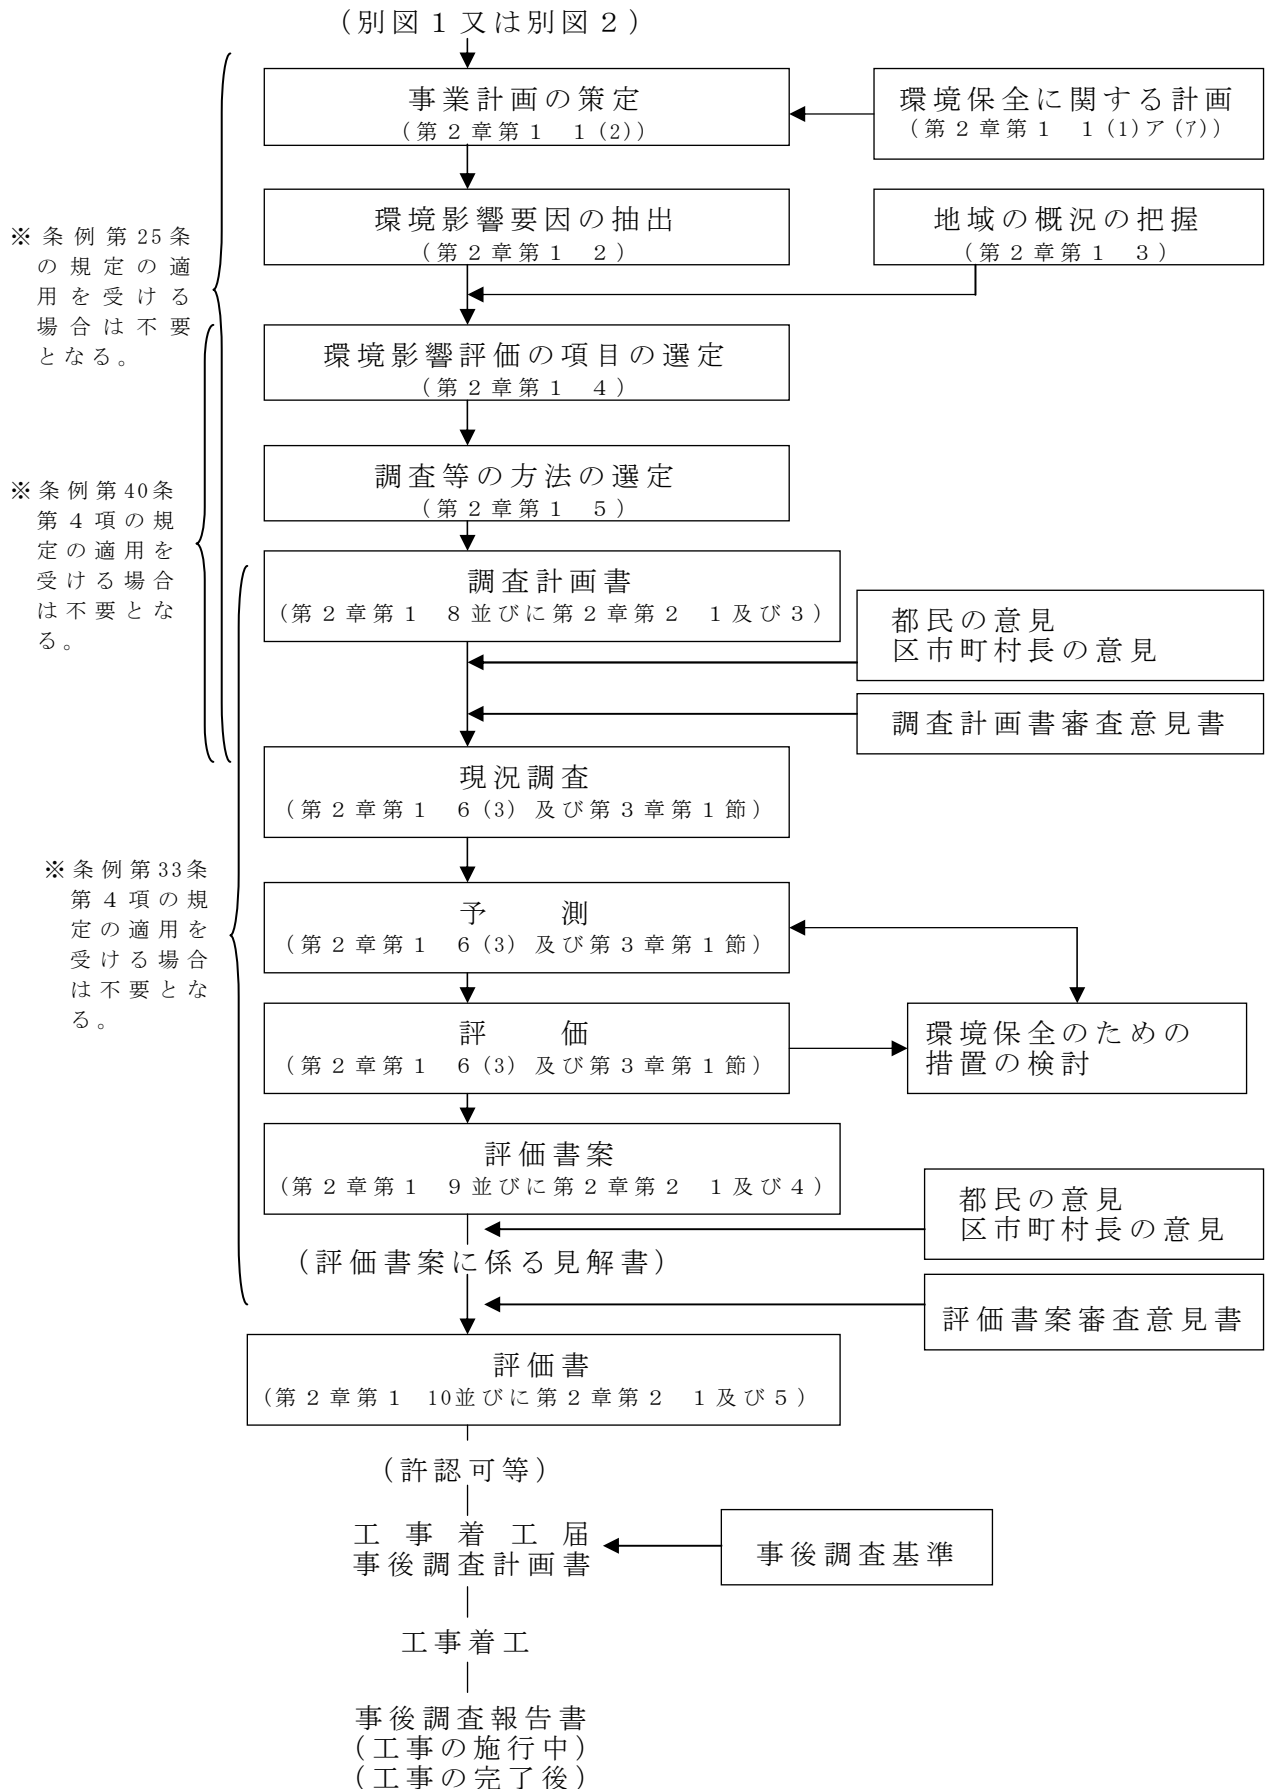 （別図１又は別図２）
事業計画の策定
（第２章第１　１(2)）
環境保全に関する計画
（第２章第１　１(1)ア(ｱ)）
環境影響要因の抽出
（第２章第１　２）
地域の概況の把握
（第２章第１　３）
※条例第25条
の規定の適
用を受ける
場合は不要
となる。
環境影響評価の項目の選定
（第２章第１　４）
調査等の方法の選定
（第２章第１　５）
※条例第40条
第４項の規
定の適用を
受ける場合
は不要とな
る。
調査計画書
（第２章第１　８並びに第２章第２　１及び３）
都民の意見
区市町村長の意見
調査計画書審査意見書
現況調査
（第２章第１　６(3) 及び第３章第１節）
※条例第33条
第４項の規
定の適用を
受ける場合
は不要とな
る。
予　　測
（第２章第１　６(3) 及び第３章第１節）
評　　価
（第２章第１　６(3) 及び第３章第１節）
環境保全のための
措置の検討
評価書案
（第２章第１　９並びに第２章第２　１及び４）
都民の意見
区市町村長の意見
（評価書案に係る見解書）
評価書案審査意見書
評価書
（第２章第１　10並びに第２章第２　１及び５）
（許認可等）
工事着工届
事後調査計画書
事後調査基準
工事着工
事後調査報告書
（工事の施行中）
（工事の完了後）